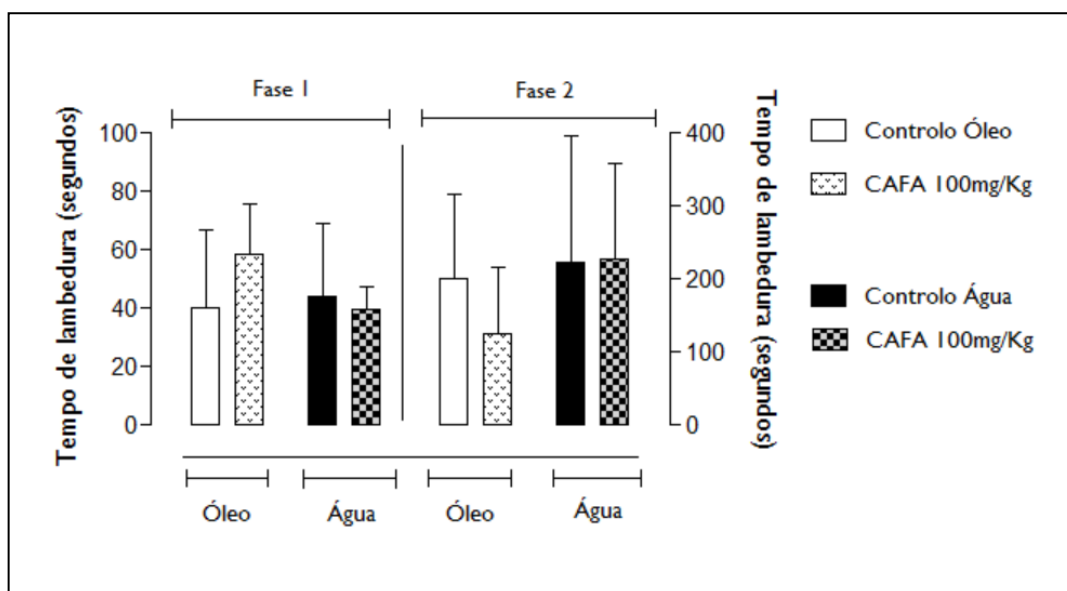 Fase 1
Fase 2
Tempo de lambedura (segundos)
100
80
60
40
20
0
Tempo de lambedura (segundos)
400
300
200
100
0
Óleo
Água
Óleo
Água
Controlo Óleo
CAFA 100mg/Kg
Controlo Água
CAFA 100mg/Kg